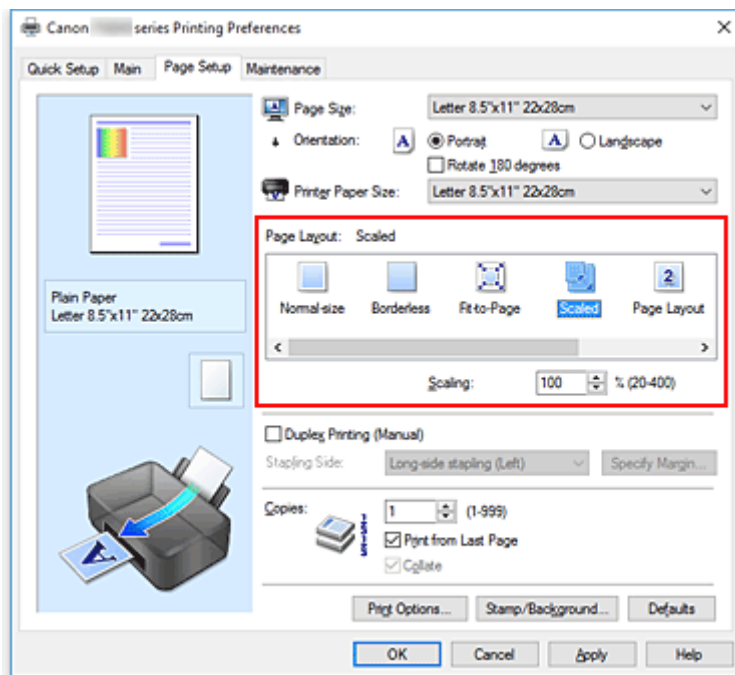 Canon series Printing Preferences
Quick Setup Main Page Setup Maintenance
Page Size: Letter 8.5"x11" 22x28cm
Orientation: A Portrait A Landscape
Rotate 180 degrees
Printer Paper Size: Letter 8.5"x11" 22x28cm
Page Layout: Scaled
Normal-size Borderless Fit-to-Page Scaled Page Layout
Scaling: 100 % (20-400)
Plain Paper
Letter 8.5"x11" 22x28cm
Duplex Printing (Manual)
Stapling Side: Long-side stapling (Left) Specify Margin...
Copies: 1 (1-999)
Print from Last Page
Collate
Print Options... Stamp/Background... Defaults
OK Cancel Apply Help